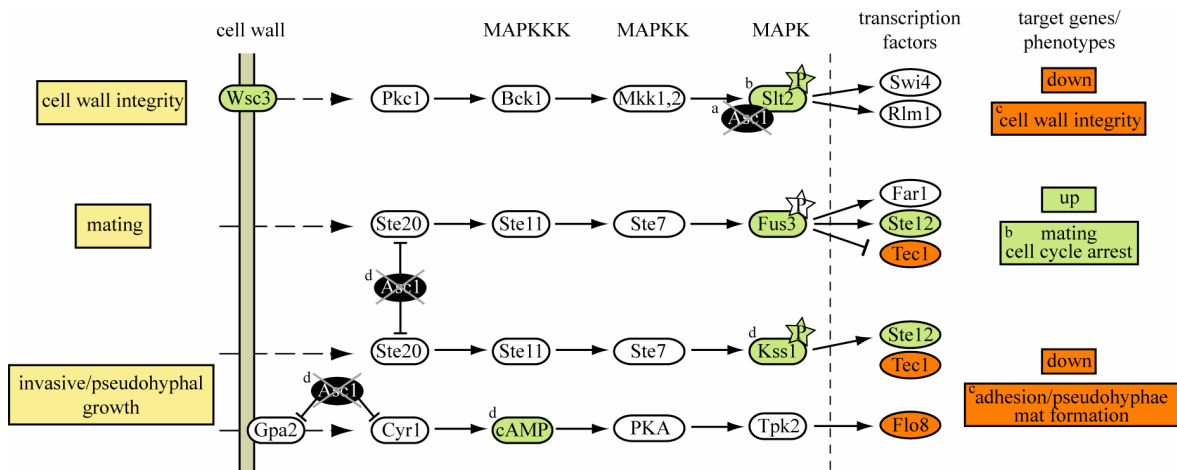 transcription target genes/
cell wall MAPKKK MAPKK MAPK factors phenotypes
cell wall integrity Wsc3 Pkc1 Bck1 Mkk1,2 b Slt2 P Swi4 down
a Asc1 Rlm1 c cell wall integrity
mating Ste20 Ste11 Ste7 Fus3 P Far1 up
Ste12 b mating
Tec1 cell cycle arrest
d Asc1
Ste20 Ste11 Ste7 d Kss1 P Ste12
Tec1 down
invasive/pseudohyphal d Asc1 c adhesion/pseudohyphae
growth mat formation
Gpa2 Cyr1 d cAMP PKA Tpk2 Flo8